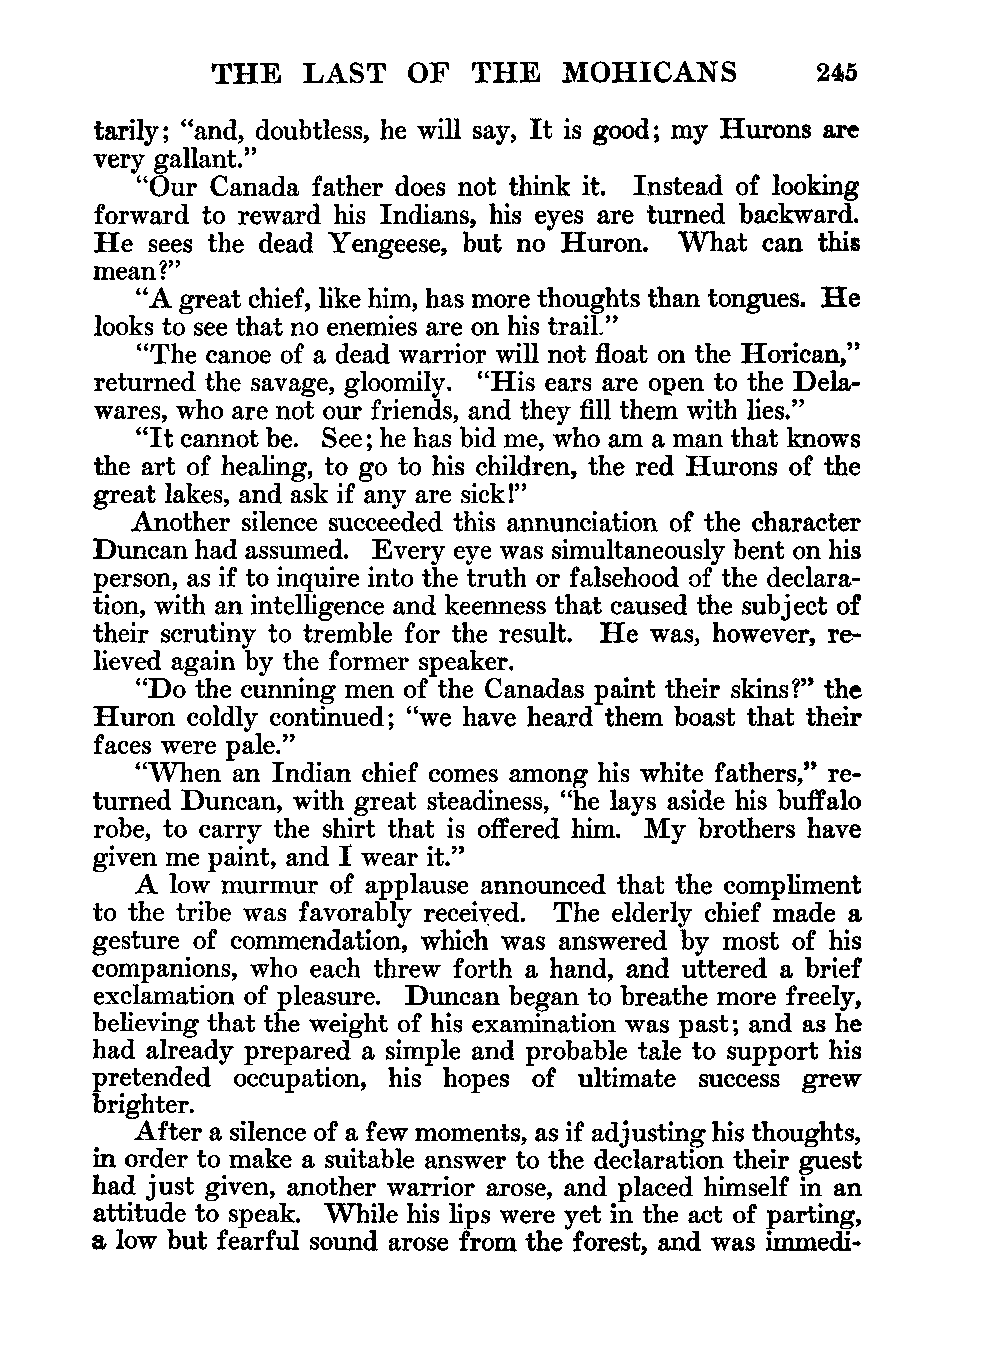 THE LAST OF THE MOHICANS 245
tarily; “and, doubtless, he will say, It is good; my Hurons are
very gallant.”
“Our Canada father does not think it. Instead of looking
forward to reward his Indians, his eyes are turned backward.
He sees the dead Yengeese, but no Huron. What can this
mean?”
“A great chief, like him, has more thoughts than tongues. He
looks to see that no enemies are on his trail.”
“The canoe of a dead warrior will not float on the Horican,”
returned the savage, gloomily. “His ears are open to the Dela-
wares, who are not our friends, and they fill them with lies.”
“It cannot be. See; he has bid me, who am a man that knows
the art of healing, to go to his children, the red Hurons of the
great lakes, and ask if any are sick!”
Another silence succeeded this annunciation of the character
Duncan had assumed. Every eye was simultaneously bent on his
person, as if to inquire into the truth or falsehood of the declara-
tion, with an intelligence and keenness that caused the subject of
their scrutiny to tremble for the result. He was, however, re-
lieved again by the former speaker.
“Do the cunning men of the Canadas paint their skins?” the
Huron coldly continued; “we have heard them boast that their
faces were pale.”
“When an Indian chief comes among his white fathers,” re-
turned Duncan, with great steadiness, “he lays aside his buffalo
robe, to carry the shirt that is offered him. My brothers have
given me paint, and I wear it.”
A low murmur of applause announced that the compliment
to the tribe was favorably received. The elderly chief made a
gesture of commendation, which was answered by most of his
companions, who each threw forth a hand, and uttered a brief
exclamation of pleasure. Duncan began to breathe more freely,
believing that the weight of his examination was past; and as he
had already prepared a simple and probable tale to support his
pretended occupation, his hopes of ultimate success grew
brighter.
After a silence of a few moments, as if adjusting his thoughts,
in order to make a suitable answer to the declaration their guest
had just given, another warrior arose, and placed himself in an
attitude to speak. While his lips were yet in the act of parting,
a low but fearful sound arose from the forest, and was immedi-